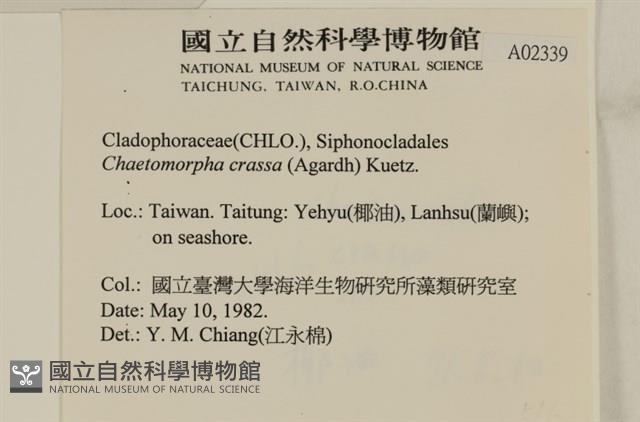 國立自然科學博物館
A02339
NATIONAL MUSEUM OF NATURAL SCIENCE
TAICHUNG, TAIWAN, R.O.CHINA
Cladophoraceae(CHLO.), Siphonocladales
Chaetomorpha crassa (Agardh) Kuetz.
Loc.: Taiwan. Taitung: Yehyu(椰油), Lanhsu(蘭嶼);
on seashore.
Col.: 國立臺灣大學海洋生物研究所藻類研究室
Date: May 10, 1982.
Det.: Y. M. Chiang(江永棉)
國立自然科學博物館
NATIONAL MUSEUM OF NATURAL SCIENCE